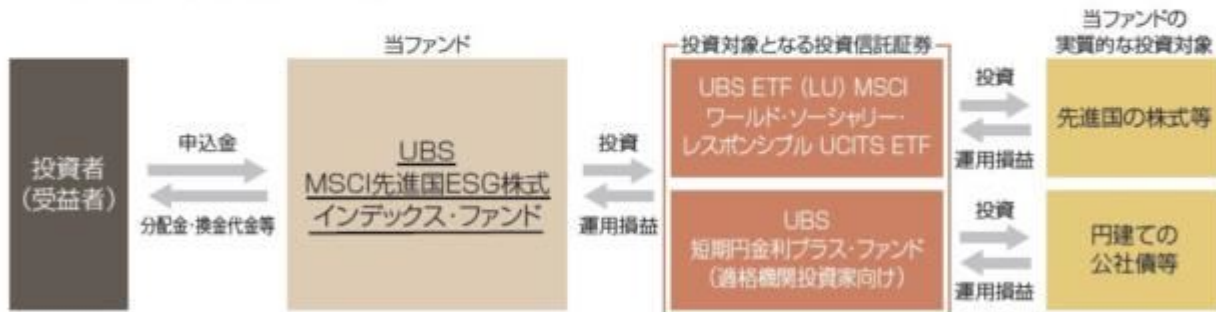 当ファンド
投資対象となる投資信託証券
当ファンドの
実質的な投資対象
投資者
(受益者)
申込金
分配金・換金代金等
UBS
MSCI先進国ESG株式
インデックス・ファンド
投資
運用損益
UBS ETF (LU) MSCI
ワールド・ソーシャリー・
レスポンシブル UCITS ETF
投資
運用損益
先進国の株式等
UBS
短期円金利プラス・ファンド
(適格機関投資家向け)
投資
運用損益
円建ての
公社債等